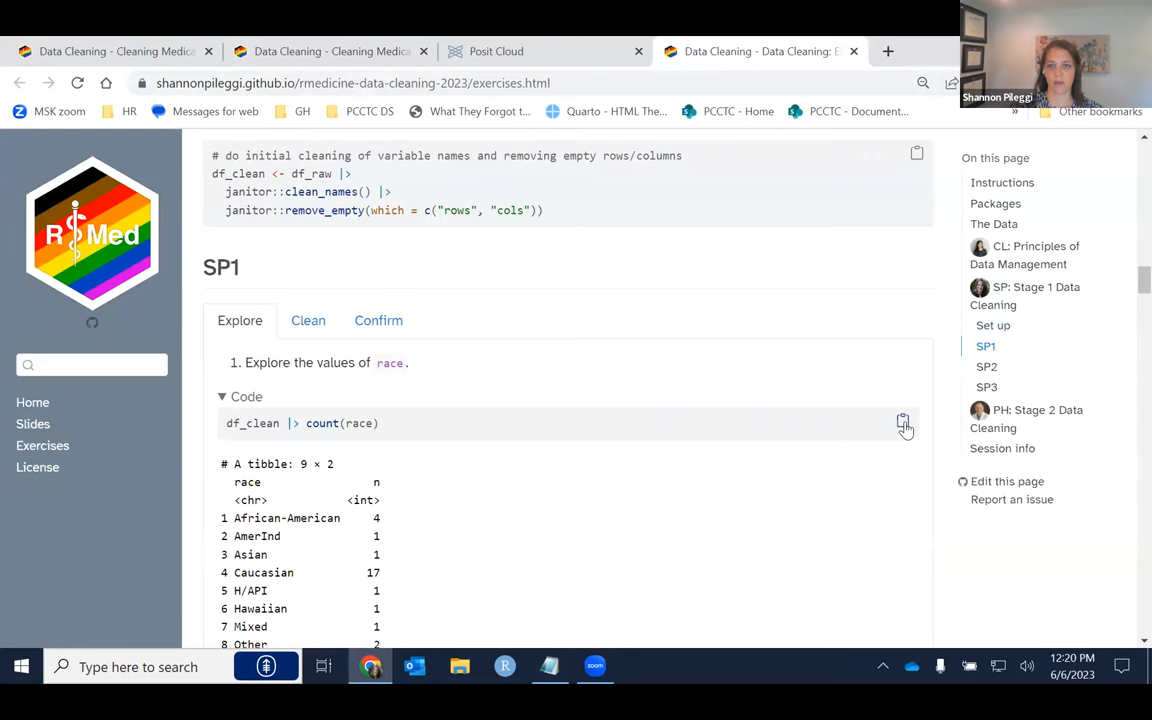 Data Cleaning - Cleaning Medica
Data Cleaning - Cleaning Medica
Posit Cloud
Data Cleaning - Data Cleaning: E
shannonpileggi.github.io/rmedicine-data-cleaning-2023/exercises.html
MSK zoom
HR
Messages for web
GH
PCCTC DS
What They Forgot t...
Quarto - HTML The...
PCCTC - Home
PCCTC - Document...
»
Other bookmarks
Shannon Pileggi
R Med
Home
Slides
Exercises
License
# do initial cleaning of variable names and removing empty rows/columns
df_clean <- df_raw |>
janitor::clean_names() |>
janitor::remove_empty(which = c("rows", "cols"))
SP1
Explore
Clean
Confirm
1. Explore the values of race.
Code
df_clean |> count(race)
# A tibble: 9 × 2
race n
<chr> <int>
1 African-American 4
2 AmerInd 1
3 Asian 1
4 Caucasian 17
5 H/API 1
6 Hawaiian 1
7 Mixed 1
8 Other 2
On this page
Instructions
Packages
The Data
CL: Principles of
Data Management
SP: Stage 1 Data
Cleaning
Set up
SP1
SP2
SP3
PH: Stage 2 Data
Cleaning
Session info
Edit this page
Report an issue
Type here to search
R
zoom
12:20 PM
6/6/2023